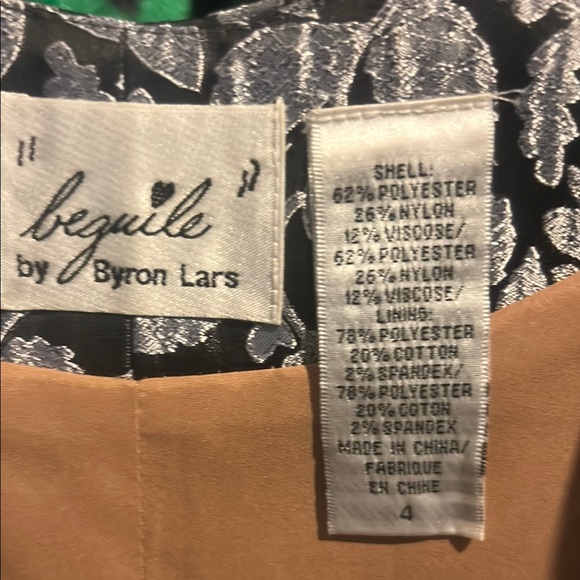 "beguile"
by Byron Lars
SHELL:
62% POLYESTER
26% NYLON
12% VISCOSE/
62% POLYESTER
26% NYLON
12% VISCOSE/
LINING:
78% POLYESTER
20% COTTON
2% SPANDEX/
78% POLYESTER
20% COTON
2% SPANDEX
MADE IN CHINA/
FABRIQUE
EN CHINE
4